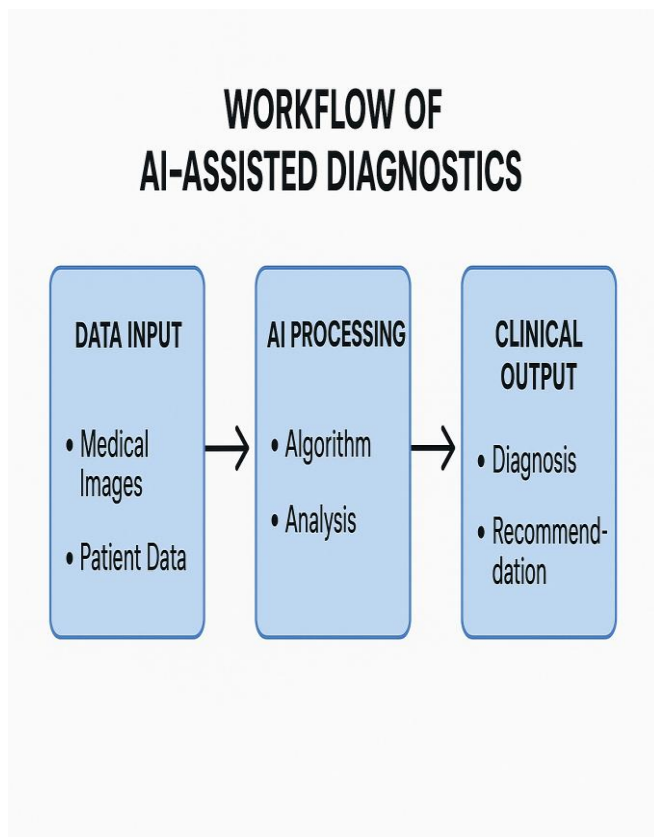 WORKFLOW OF
AI-ASSISTED DIAGNOSTICS
DATA INPUT
• Medical
Images
• Patient Data
AI PROCESSING
• Algorithm
• Analysis
CLINICAL
OUTPUT
• Diagnosis
• Recommend-
dation